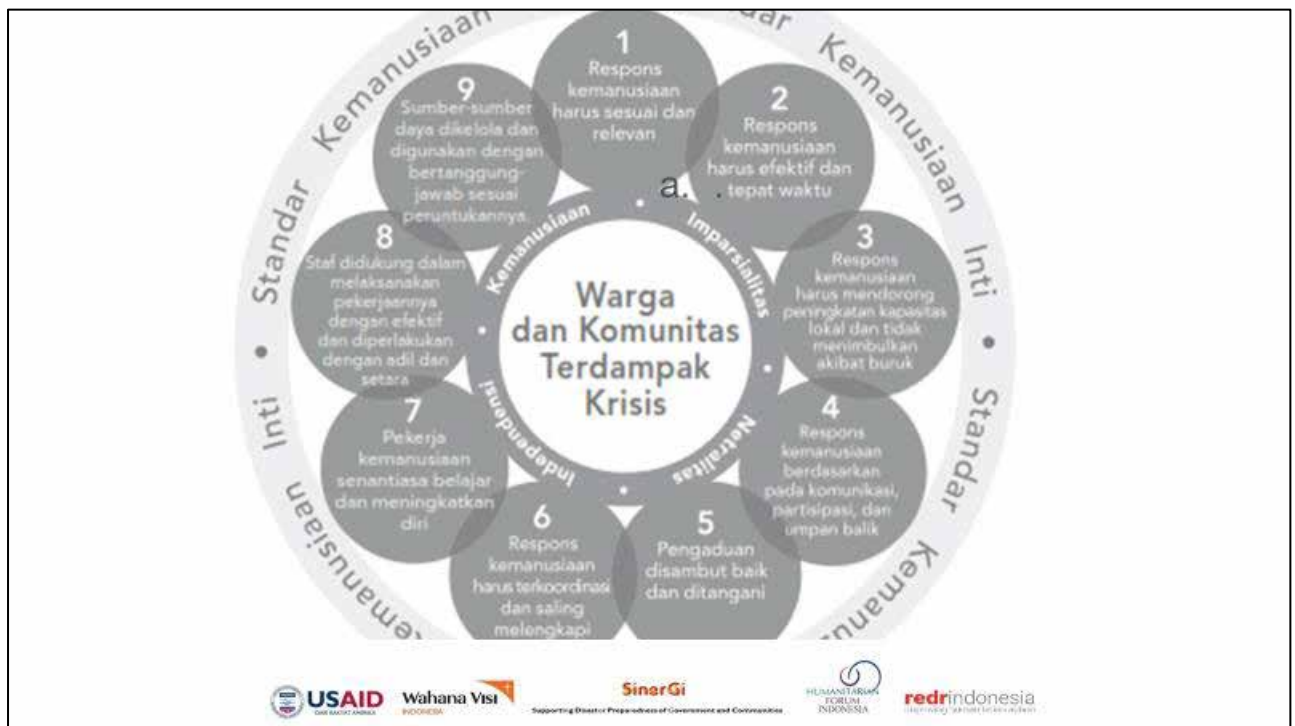 Standar Kemanusiaan Inti • Standar Kemanusiaan Inti • Standar Kemanus
1
Respons
kemanusiaan
harus sesuai dan
relevan
2
Respons
kemanusiaan
harus efektif dan
tepat waktu
a. .
3
Respons
kemanusiaan
harus mendorong
peningkatan kapasitas
lokal dan tidak
menimbulkan
akibat buruk
4
Respons
kemanusiaan
berdasarkan
pada komunikasi,
partisipasi, dan
umpan balik
5
Pengaduan
disambut baik
dan ditangani
6
Respons
kemanusiaan
harus terkoordinasi
dan saling
melengkapi
7
Pekerja
kemanusiaan
senantiasa belajar
dan meningkatkan
diri
8
Staf didukung dalam
melaksanakan
pekerjaannya
dengan efektif
dan diperlakukan
dengan adil dan
setara
9
Sumber-sumber
daya dikelola dan
digunakan dengan
bertanggung-
jawab sesuai
peruntukannya.
Kemanusiaan • Imparsialitas • Netralitas • Independensi •
Warga
dan Komunitas
Terdampak
Krisis
USAID
DARI RAKYAT AMERIKA
Wahana Visi
INDONESIA
SinerGi
Supporting Disaster Preparedness of Government and Communities
HUMANITARIAN
FORUM
INDONESIA
redrindonesia